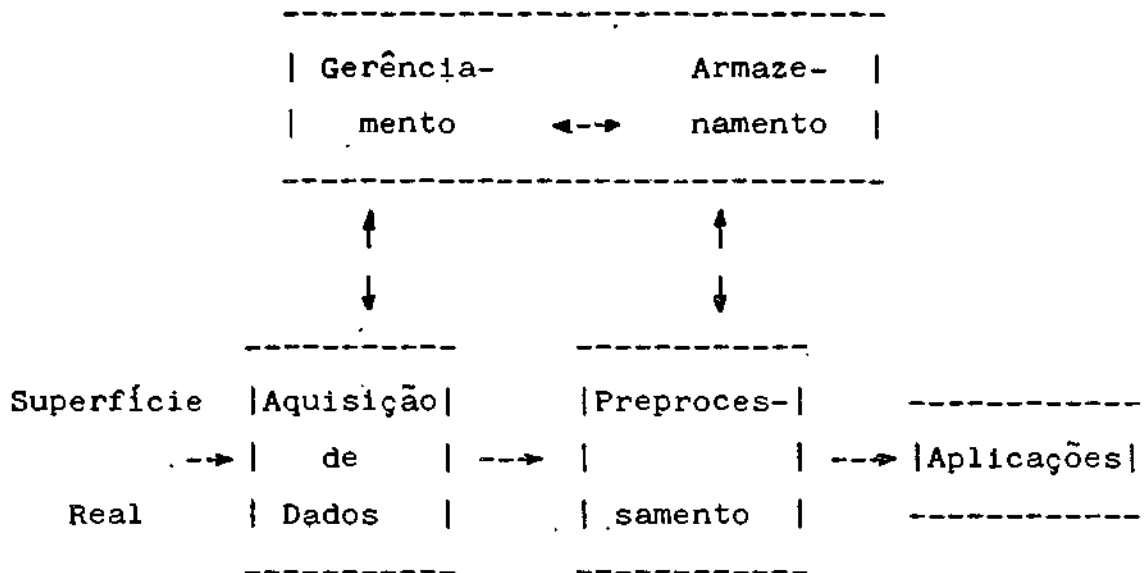 Gerência- Armaze-
mento namento
Superfície Aquisição Preproces-
de Aplicações
Real Dados samento